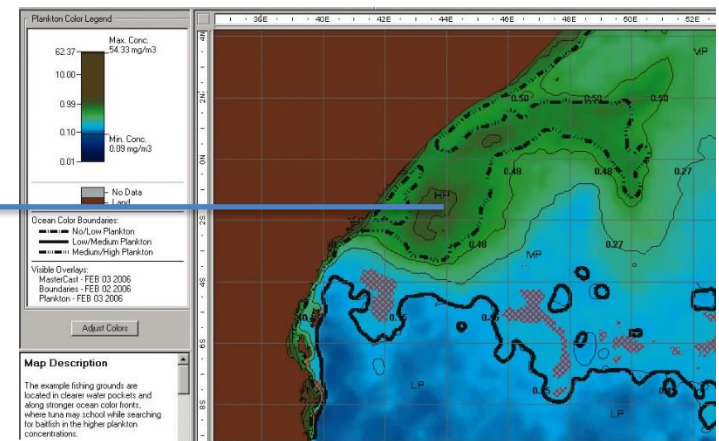 Plankton Color Legend
Max. Conc.
54.33 mg/m3
62.37
10.00
0.99
0.10
0.01
Min. Conc.
0.09 mg/m3
No Data
Land
Ocean Color Boundaries:
No/Low Plankton
Low/Medium Plankton
Medium/High Plankton
Visible Overlays:
MasterCast - FEB 03 2006
Boundaries - FEB 02 2006
Plankton - FEB 03 2006
Adjust Colors
Map Description
The example fishing grounds are
located in clearer water pockets and
along stronger ocean color fronts,
where tuna may school while searching
for baitfish in the higher plankton
concentrations.
38E 40E 42E 44E 46E 48E 50E 52E
4N
2N
0N
2S
4S
6S
8S
MP
0.50 0.50 0.50
0.48 0.48 0.27
HP
0.48 MP 0.27
LP
LP